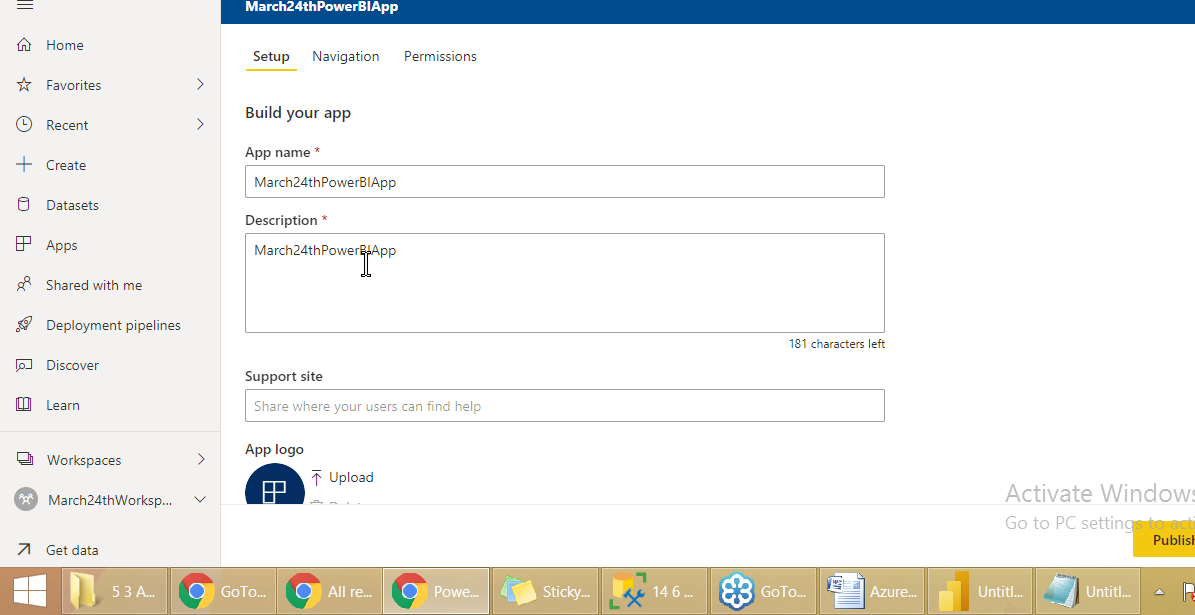 March24thPowerBIApp
Home
Favorites
Recent
Create
Datasets
Apps
Shared with me
Deployment pipelines
Discover
Learn
Workspaces
March24thWorksp...
Get data
Setup Navigation Permissions
Build your app
App name *
March24thPowerBIApp
Description *
March24thPowerBIApp
181 characters left
Support site
Share where your users can find help
App logo
Upload
Activate Windows
Go to PC settings to acti
Publish
5 3 A... GoTo... All re... Powe... Sticky... 14 6 ... GoTo... Azure... Untitl... Untitl...